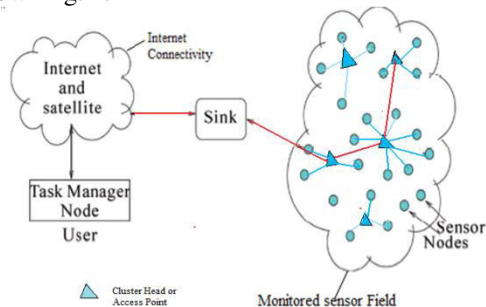 Internet
Connectivity
Internet
and
satellite
Sink
Task Manager
Node
User
Sensor
Nodes
Cluster Head or
Access Point
Monitored sensor Field